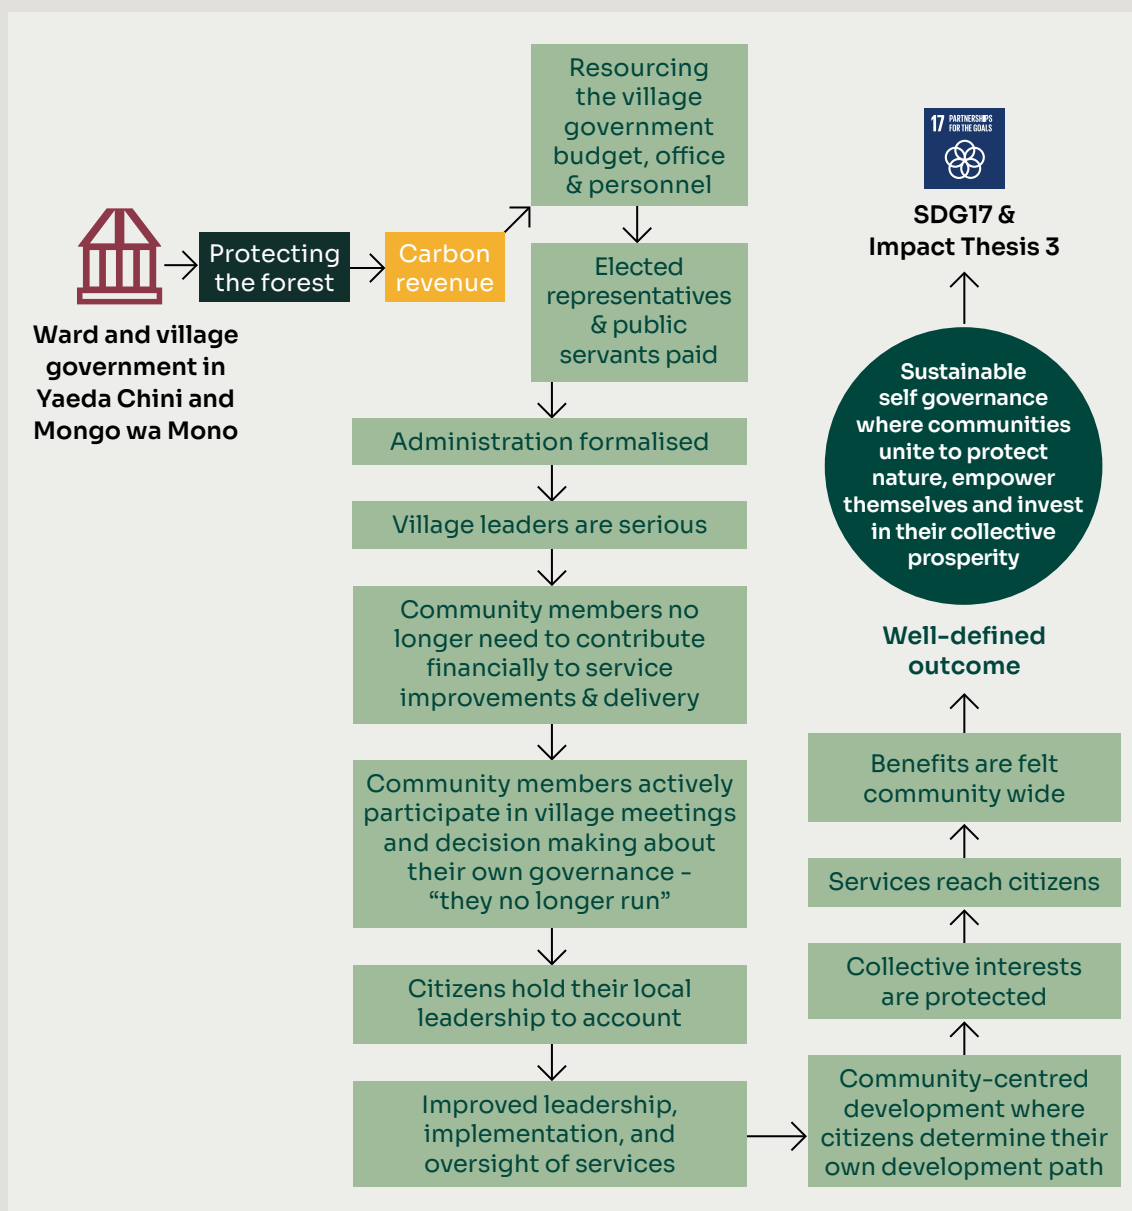 Ward and village
government in
Yaeda Chini and
Mongo wa Mono
Protecting
the forest
Carbon
revenue
Resourcing
the village
government
budget, office
& personnel
Elected
representatives
& public
servants paid
Administration formalised
Village leaders are serious
Community members no
longer need to contribute
financially to service
improvements & delivery
Community members actively
participate in village meetings
and decision making about
their own governance -
“they no longer run”
Citizens hold their local
leadership to account
Improved leadership,
implementation, and
oversight of services
Community-centred
development where
citizens determine their
own development path
Collective interests
are protected
Services reach citizens
Benefits are felt
community wide
Well-defined
outcome
Sustainable
self governance
where communities
unite to protect
nature, empower
themselves and invest
in their collective
prosperity
SDG17 &
Impact Thesis 3
17 PARTNERSHIPS
FOR THE GOALS